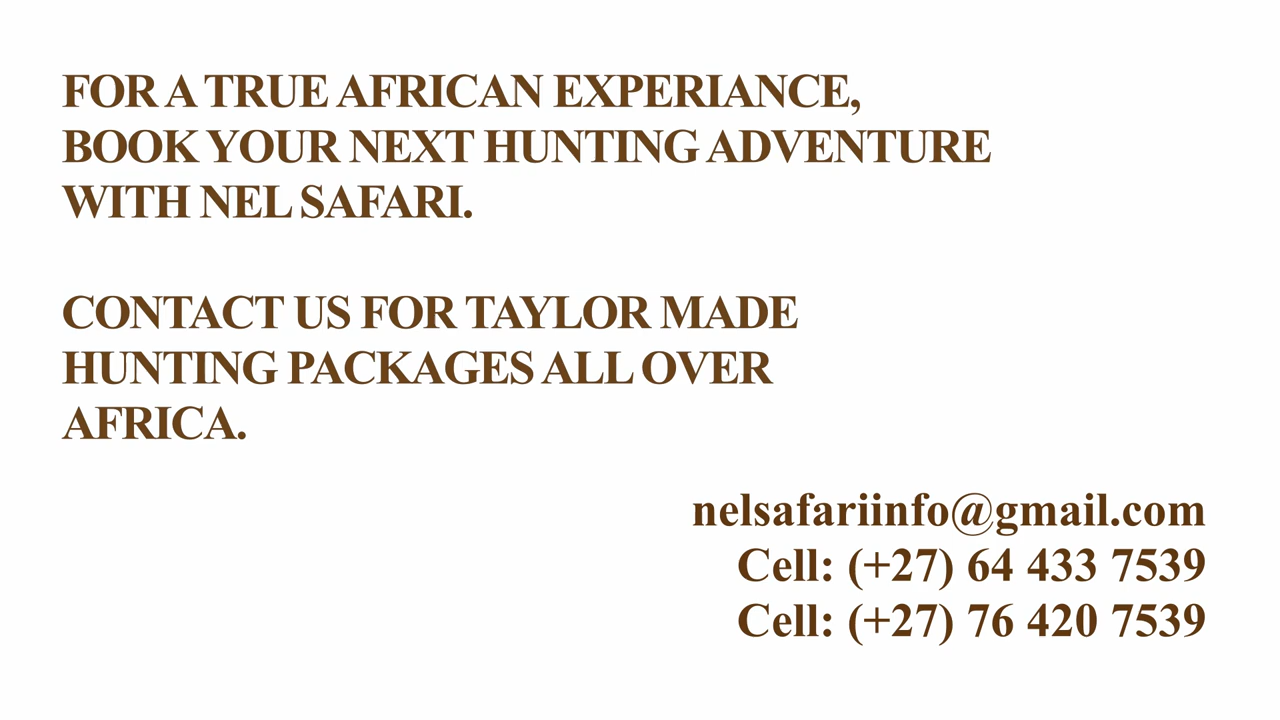 FOR A TRUE AFRICAN EXPERIANCE,
BOOK YOUR NEXT HUNTING ADVENTURE
WITH NEL SAFARI.
CONTACT US FOR TAYLOR MADE
HUNTING PACKAGES ALL OVER
AFRICA.
nelsafariinfo@gmail.com
Cell: (+27) 64 433 7539
Cell: (+27) 76 420 7539